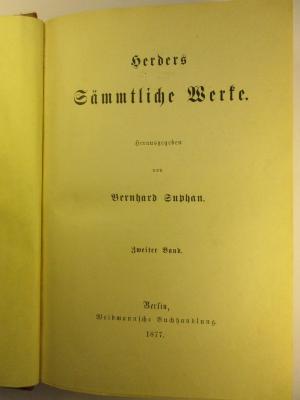 Herders
Sämmtliche Werke.
Herausgegeben
von
Bernhard Suphan.
Zweiter Band.
Berlin,
Weidmannsche Buchhandlung.
1877.